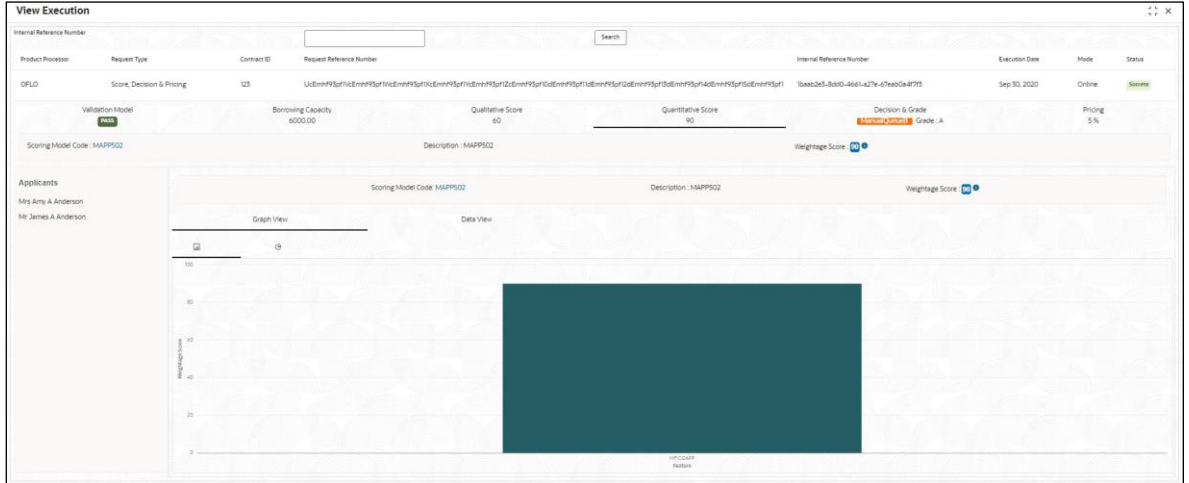 View Execution
Internal Reference Number
Search
Product Processor Request Type Contract ID Request Reference Number Internal Reference Number Execution Date Mode Status
OFLO Score, Decision & Pricing 123 Sep 30, 2020 Online Success
Validation Model Borrowing Capacity Qualitative Score Quantitative Score Decision & Grade Pricing
PASS 6000.00 60 90 Grade : A 5 %
Scoring Model Code : MAPP502 Description : MAPP502 Weightage Score : 90
Applicants
Scoring Model Code: MAPP502 Description : MAPP502 Weightage Score : 90
Mrs Amy A Anderson
Mr James A Anderson
Graph View Data View
100
80
60
40
20
0
Weightage Score
Feature